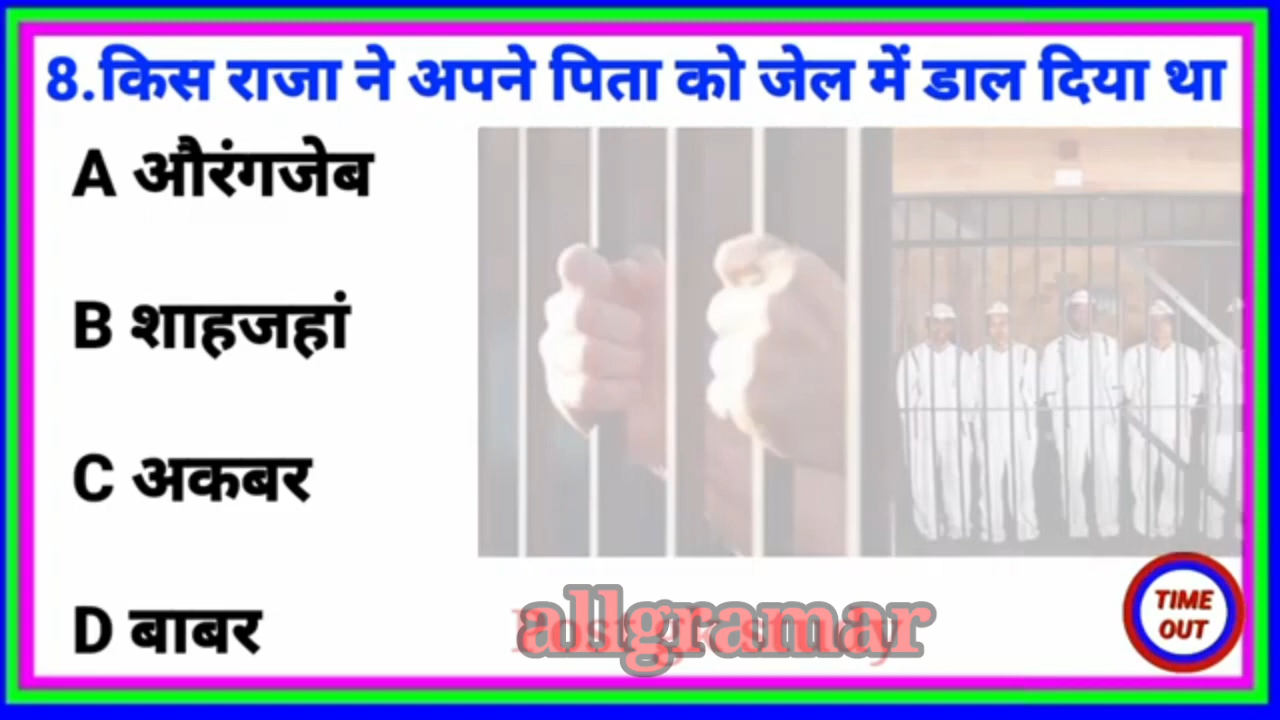 8.किस राजा ने अपने पिता को जेल में डाल दिया था
A औरंगजेब
B शाहजहां
C अकबर
D बाबर
allgramar
TIME
OUT